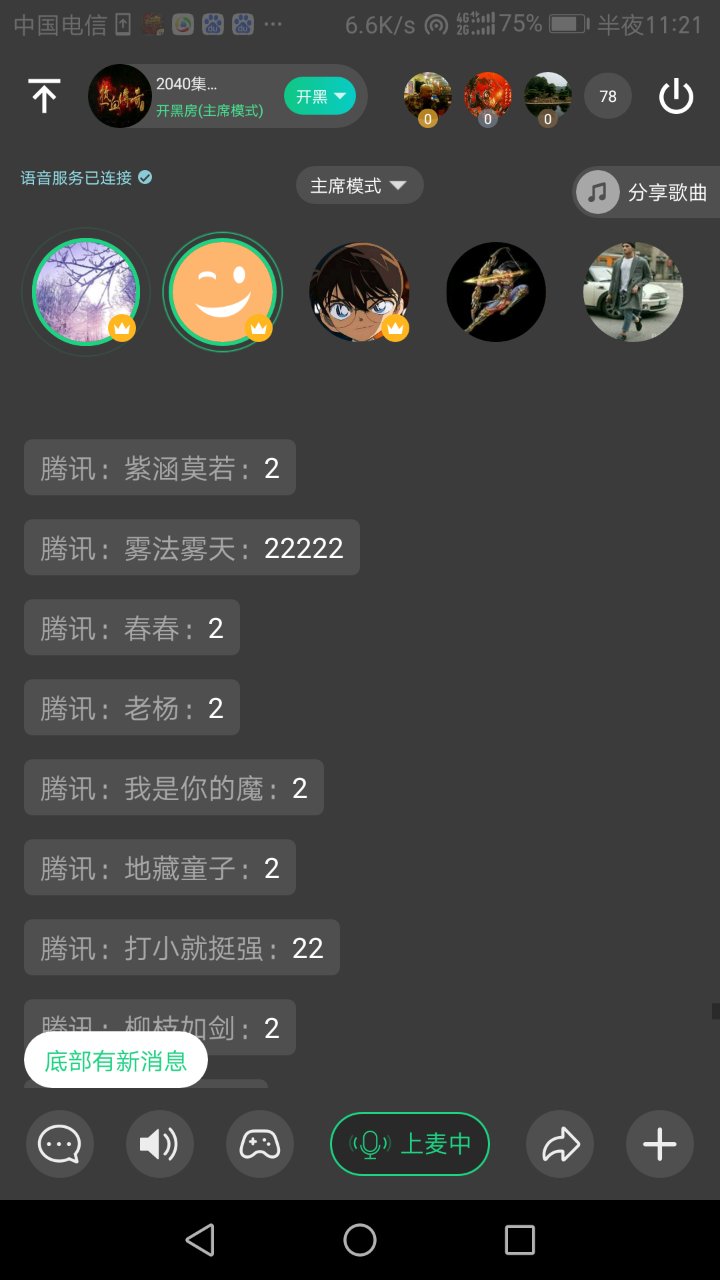 中国电信 6.6K/s 4G 2G 75% 半夜11:21
2040集...
开黑房(主席模式)
开黑
0 0 0 78
语音服务已连接
主席模式
分享歌曲
腾讯：紫涵莫若：2
腾讯：雾法雾天：22222
腾讯：春春：2
腾讯：老杨：2
腾讯：我是你的魔：2
腾讯：地藏童子：2
腾讯：打小就挺强：22
腾讯：柳枝如剑：2
底部有新消息
上麦中